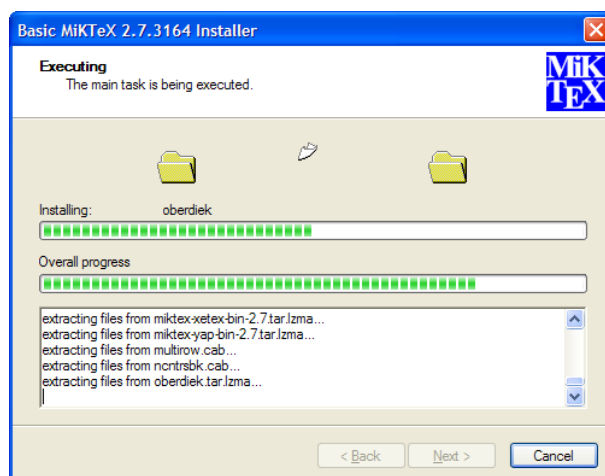 Basic MiKTeX 2.7.3164 Installer
Executing
The main task is being executed.
MiK
TEX
Installing: oberdiek
Overall progress
extracting files from miktex-xetex-bin-2.7.tar.lzma...
extracting files from miktex-yap-bin-2.7.tar.lzma...
extracting files from multirow.cab...
extracting files from ncntrsbk.cab...
extracting files from oberdiek.tar.lzma...
< Back Next > Cancel